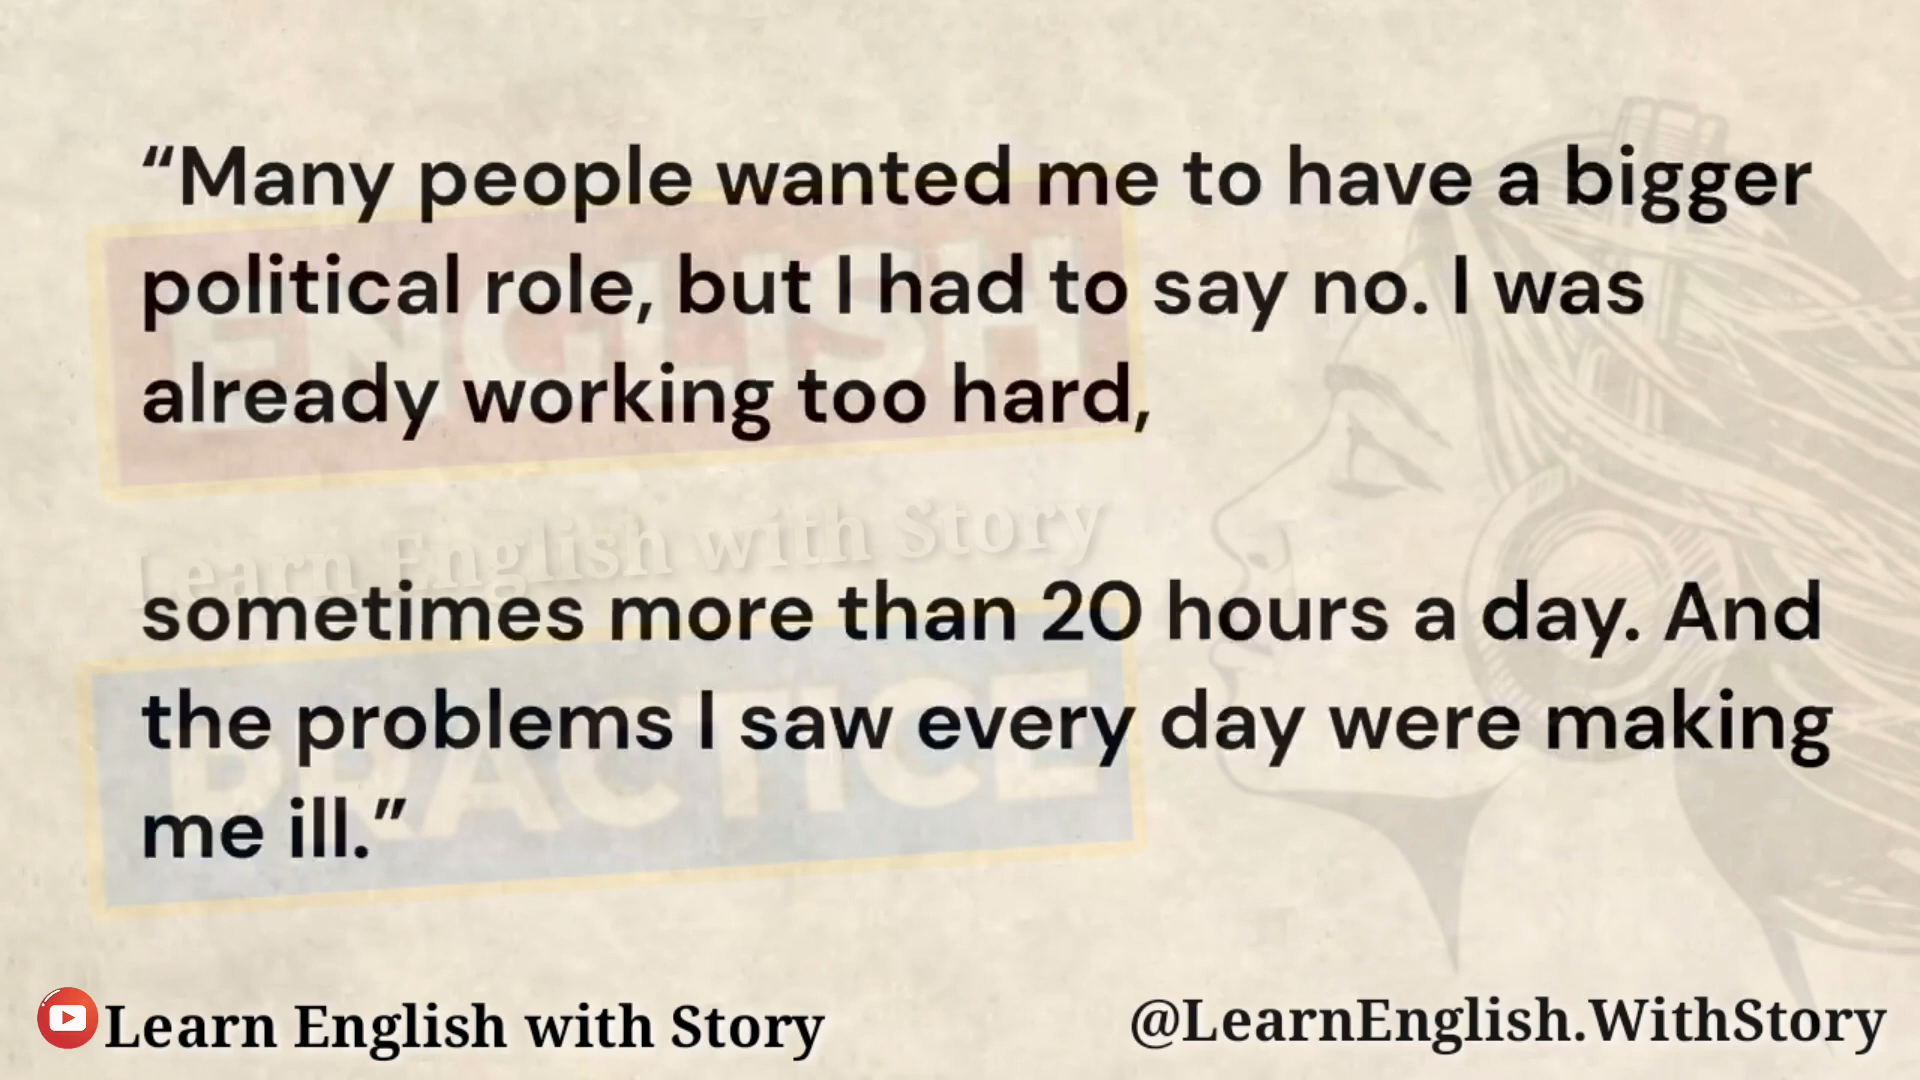 “Many people wanted me to have a bigger
political role, but I had to say no. I was
already working too hard,
ENGLISH
Learn English with Story
sometimes more than 20 hours a day. And
the problems I saw every day were making
me ill.”
PRACTICE
Learn English with Story
@LearnEnglish.WithStory